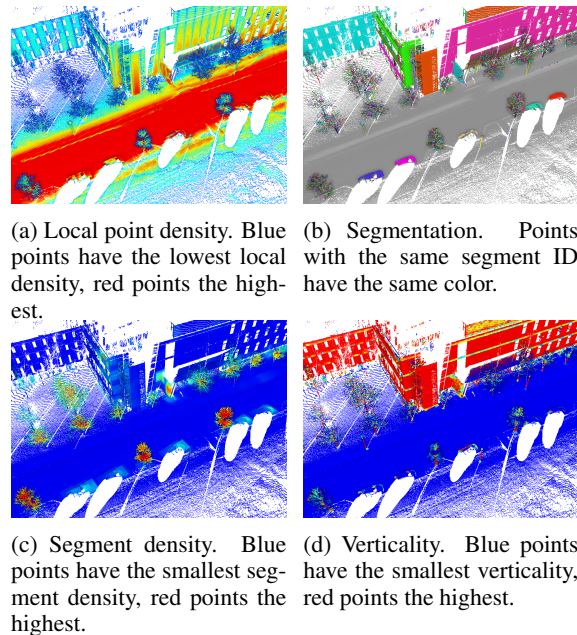 (a) Local point density. Blue
points have the lowest local
density, red points the high-
est.
(b) Segmentation. Points
with the same segment ID
have the same color.
(c) Segment density. Blue
points have the smallest seg-
ment density, red points the
highest.
(d) Verticality. Blue points
have the smallest verticality,
red points the highest.